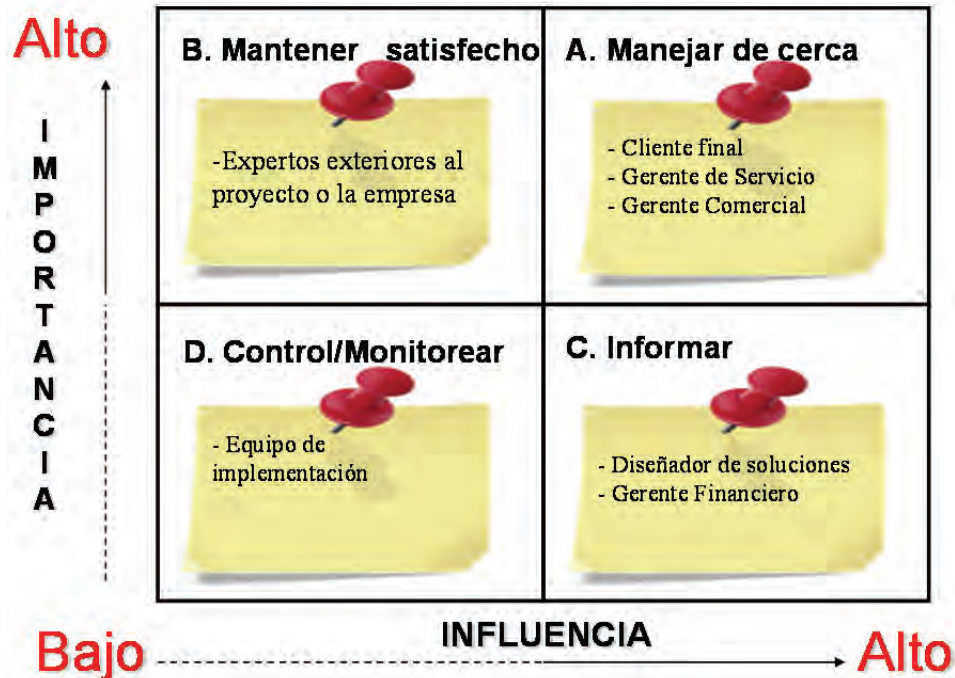 Alto
B. Mantener satisfecho
A. Manejar de cerca
-Expertos exteriores al
proyecto o la empresa
- Cliente final
- Gerente de Servicio
- Gerente Comercial
IMPORTANCIA
D. Control/Monitorear
C. Informar
- Equipo de
implementación
- Diseñador de soluciones
- Gerente Financiero
INFLUENCIA
Bajo
Alto